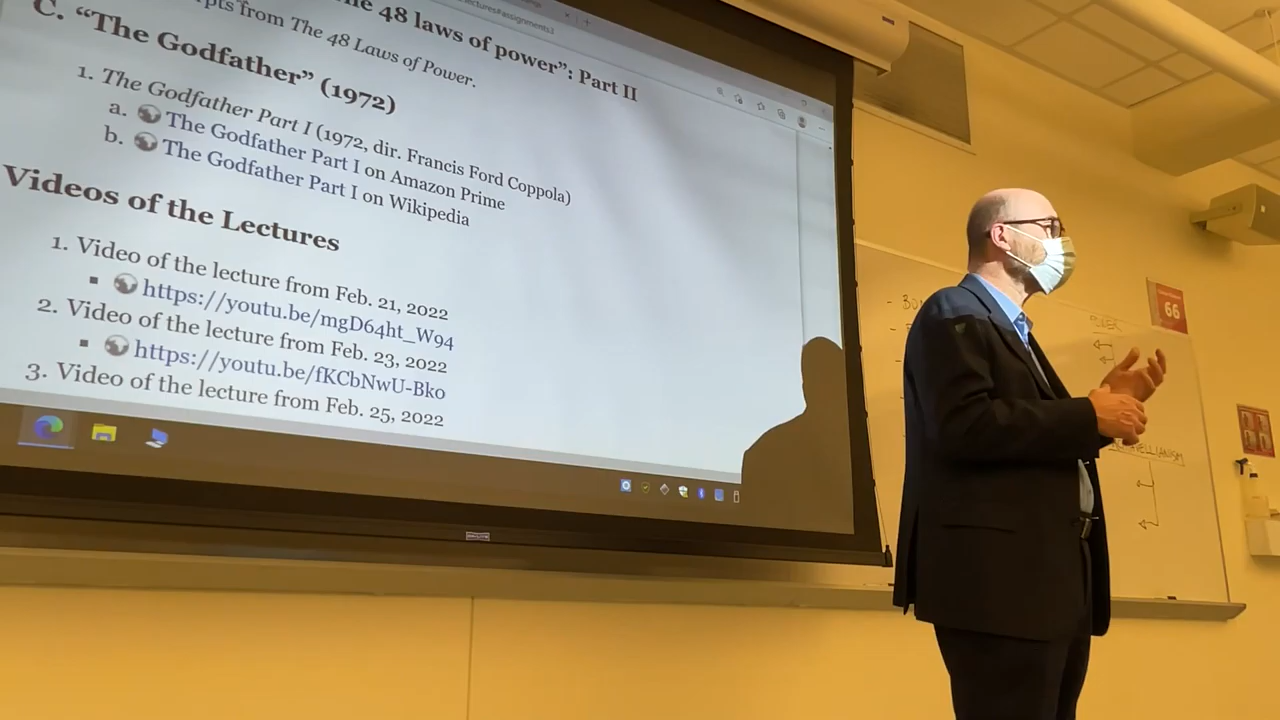 lectures#assignments3
he 48 laws of power": Part II
pts from The 48 Laws of Power.
C. "The Godfather" (1972)
1. The Godfather Part I (1972, dir. Francis Ford Coppola)
a. The Godfather Part I on Amazon Prime
b. The Godfather Part I on Wikipedia
Videos of the Lectures
1. Video of the lecture from Feb. 21, 2022
▪ https://youtu.be/mgD64ht_W94
2. Video of the lecture from Feb. 23, 2022
▪ https://youtu.be/fKCbNwU-Bko
3. Video of the lecture from Feb. 25, 2022
66
POWER